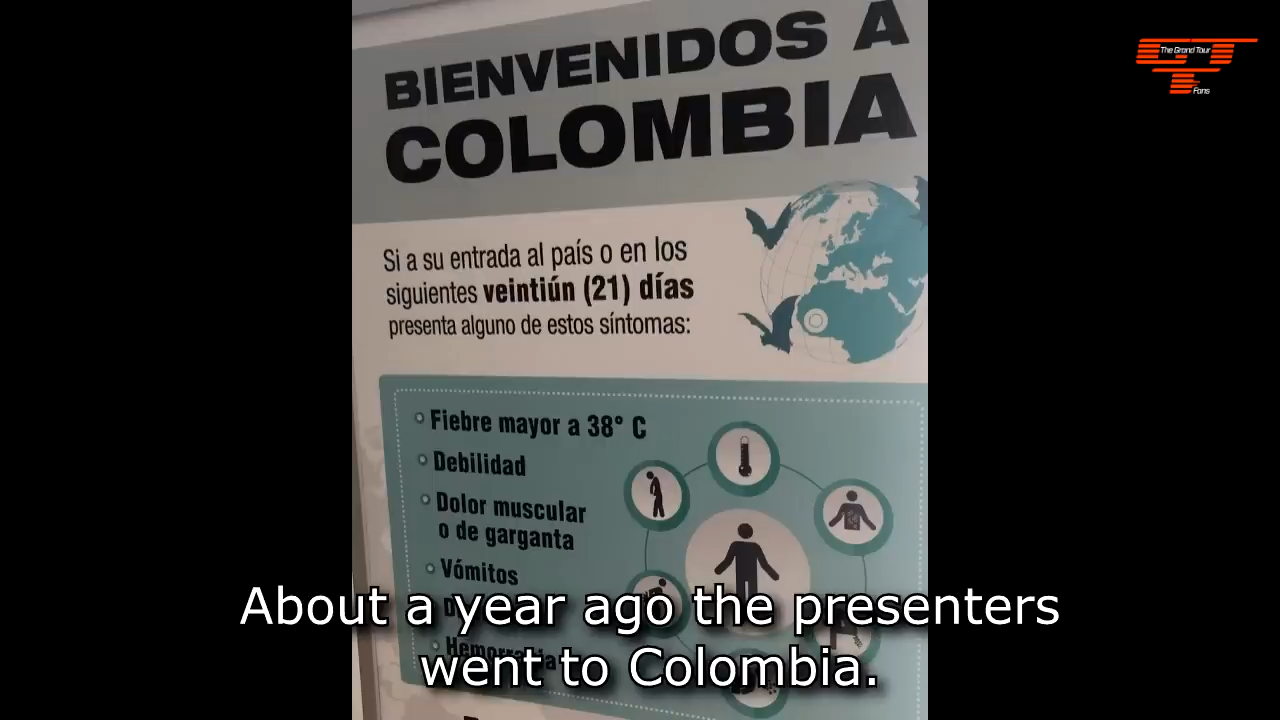 BIENVENIDOS A
COLOMBIA
The Grand Tour
GT
Fans
Si a su entrada al país o en los
siguientes veintiún (21) días
presenta alguno de estos síntomas:
Fiebre mayor a 38° C
Debilidad
Dolor muscular
o de garganta
Vómitos
About a year ago the presenters
went to Colombia.